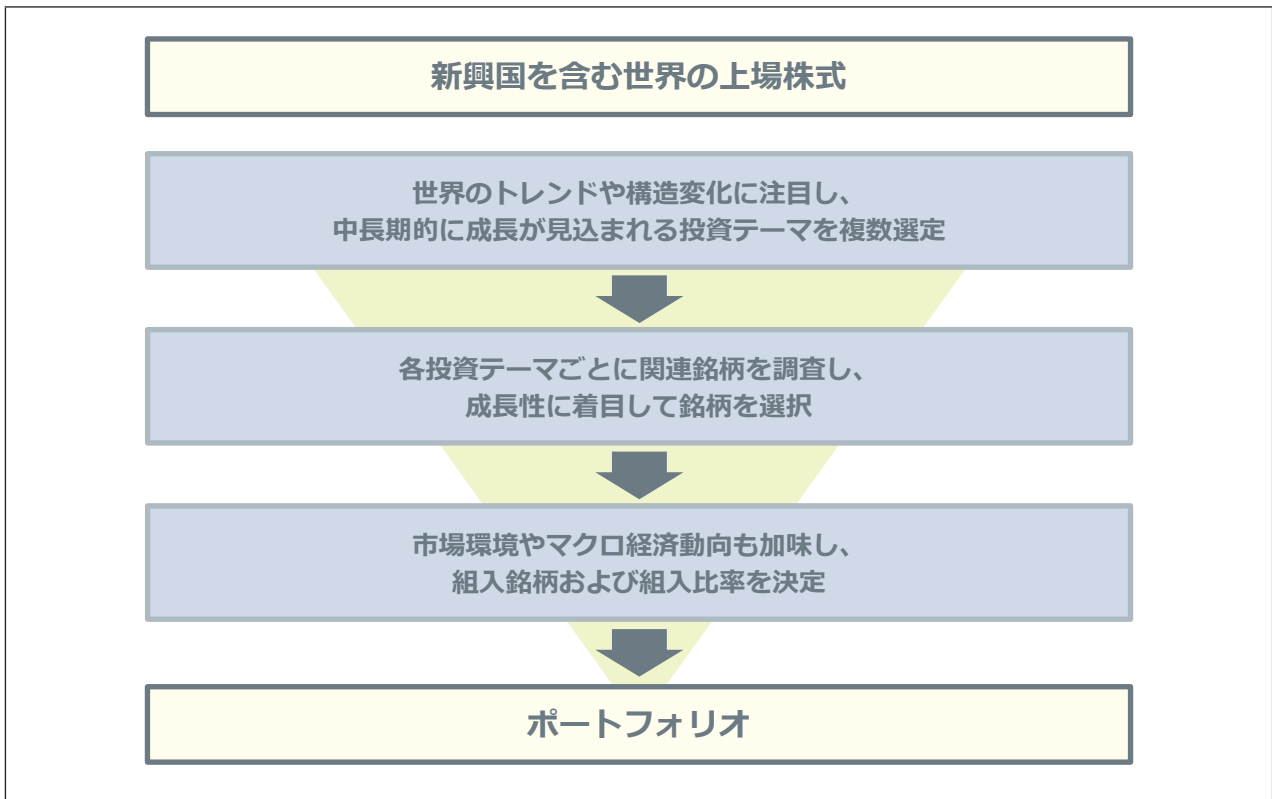 新興国を含む世界の上場株式
世界のトレンドや構造変化に注目し、
中長期的に成長が見込まれる投資テーマを複数選定
各投資テーマごとに関連銘柄を調査し、
成長性に着目して銘柄を選択
市場環境やマクロ経済動向も加味し、
組入銘柄および組入比率を決定
ポートフォリオ